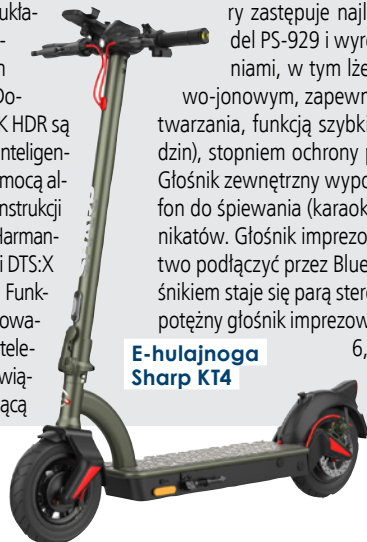 ukła-
-
Do-
K HDR są
nteligen-
mocą al-
nstrukcji
Harman-
i DTS:X
Funk-
owa-
tele-
wią-
ącą
ry zastępuje najl
del PS-929 i wyró
niami, w tym lże
wo-jonowym, zapewn
twarzania, funkcją szybki
dzin), stopniem ochrony p
Głośnik zewnętrzny wypo
fon do śpiewania (karaok
nikatów. Głośnik imprezo
two podłączyć przez Blue
śnikiem staje się parą stere
potężny głośnik imprezow
6,
E-hulajnoga
Sharp KT4